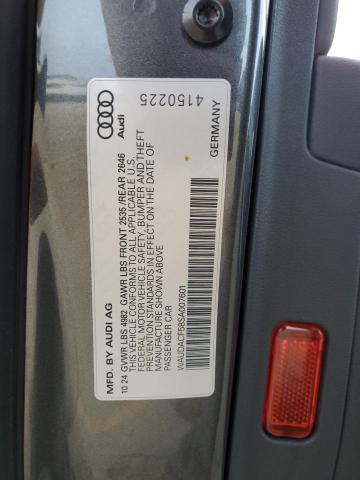 MFD. BY AUDI AG
10 24 GVWR LBS 4982 GAWR LBS FRONT 2535/REAR 2646
THIS VEHICLE CONFORMS TO ALL APPLICABLE U.S.
FEDERAL MOTOR VEHICLE SAFETY, BUMPER AND THEFT
PREVENTION STANDARDS IN EFFECT ON THE DATE OF
MANUFACTURE SHOWN ABOVE
PASSENGER CAR
WAUDACF58SA007601
Audi
4150225
GERMANY